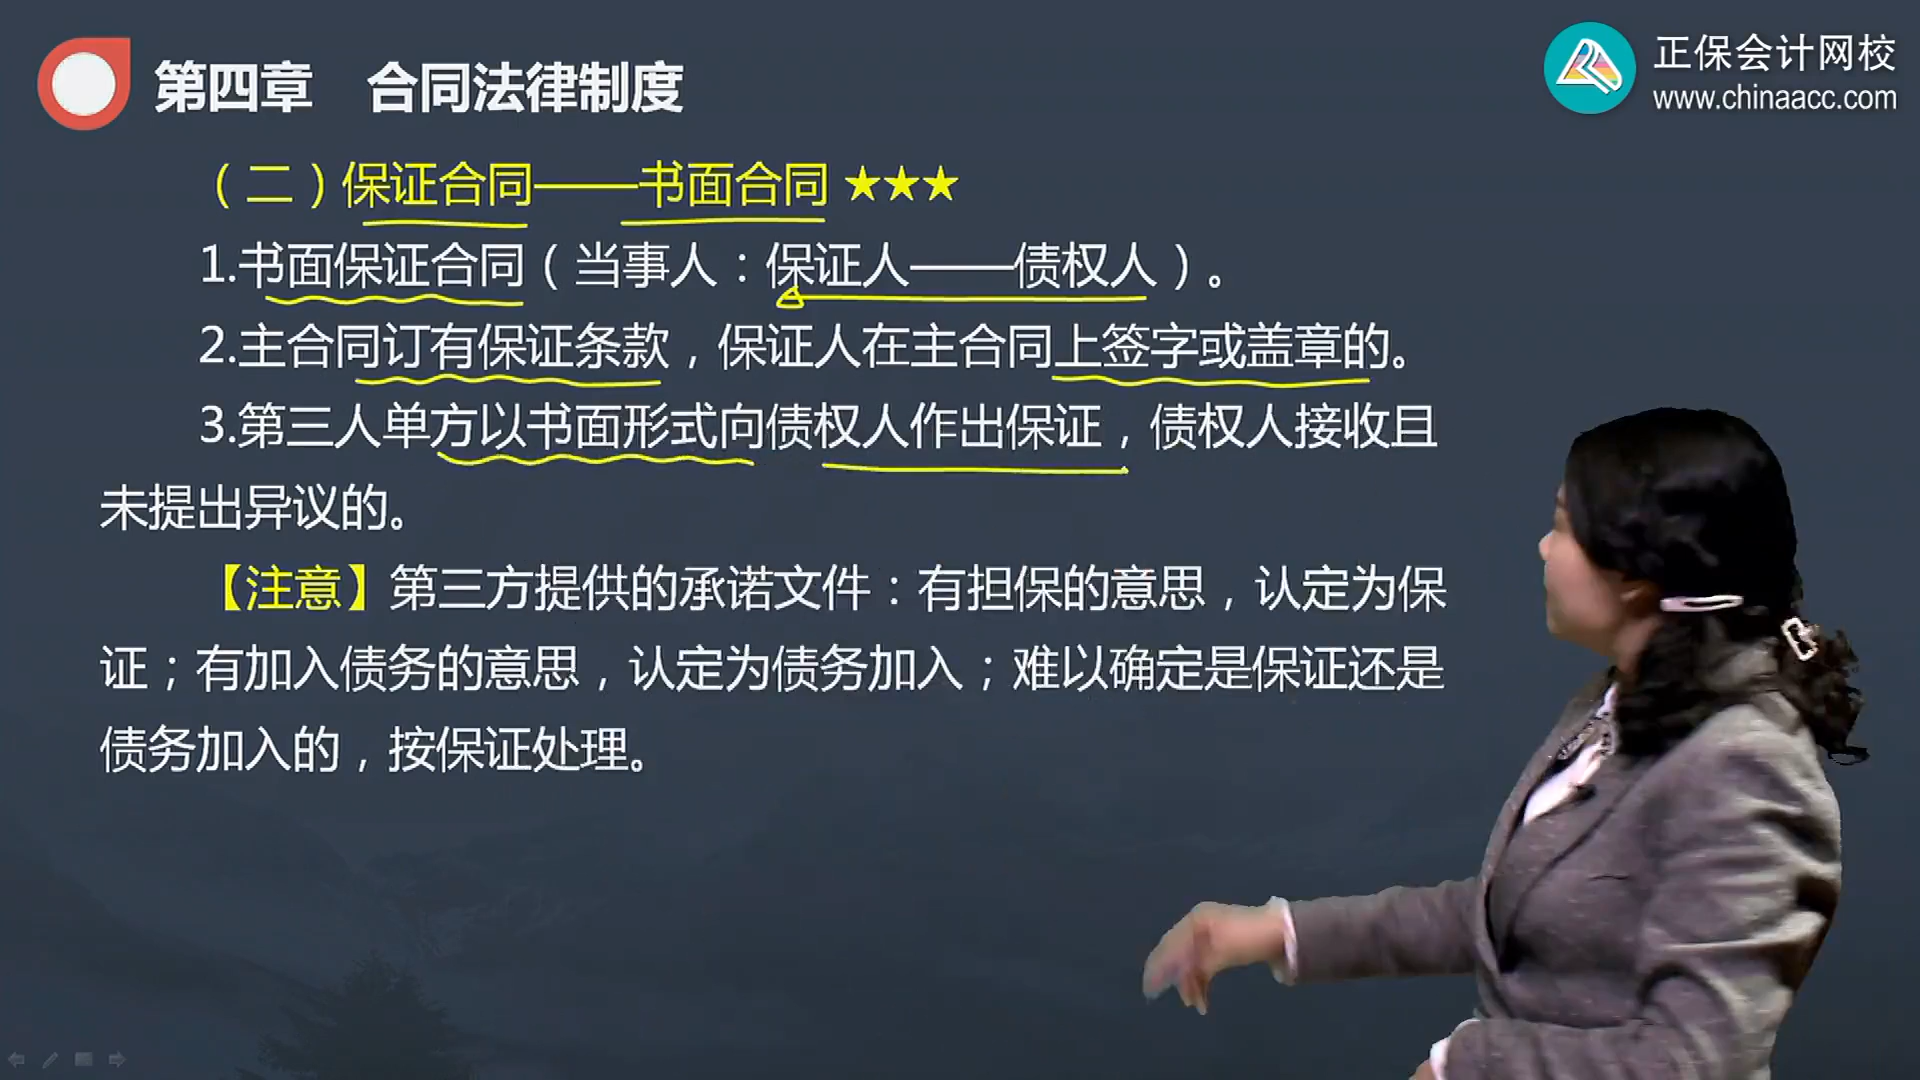 第四章 合同法律制度
正保会计网校
www.chinaacc.com
（二）保证合同——书面合同 ★★★
1.书面保证合同（当事人：保证人——债权人）。
2.主合同订有保证条款，保证人在主合同上签字或盖章的。
3.第三人单方以书面形式向债权人作出保证，债权人接收且
未提出异议的。
【注意】第三方提供的承诺文件：有担保的意思，认定为保
证；有加入债务的意思，认定为债务加入；难以确定是保证还是
债务加入的，按保证处理。